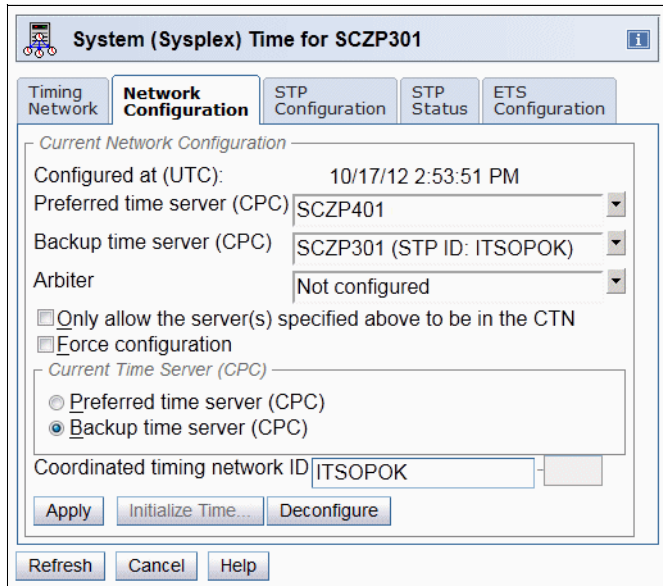 System (Sysplex) Time for SCZP301
i
Timing Network
Network Configuration
STP Configuration
STP Status
ETS Configuration
Current Network Configuration
Configured at (UTC): 10/17/12 2:53:51 PM
Preferred time server (CPC) SCZP401
Backup time server (CPC) SCZP301 (STP ID: ITSOPOK)
Arbiter Not configured
Only allow the server(s) specified above to be in the CTN
Force configuration
Current Time Server (CPC)
Preferred time server (CPC)
Backup time server (CPC)
Coordinated timing network ID ITSOPOK -
Apply Initialize Time... Deconfigure
Refresh Cancel Help